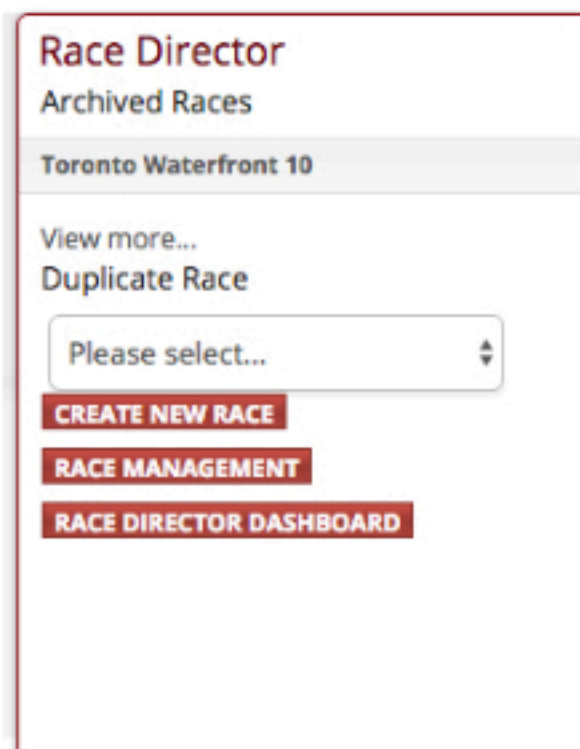 Race Director
Archived Races
Toronto Waterfront 10
View more...
Duplicate Race
Please select...
CREATE NEW RACE
RACE MANAGEMENT
RACE DIRECTOR DASHBOARD